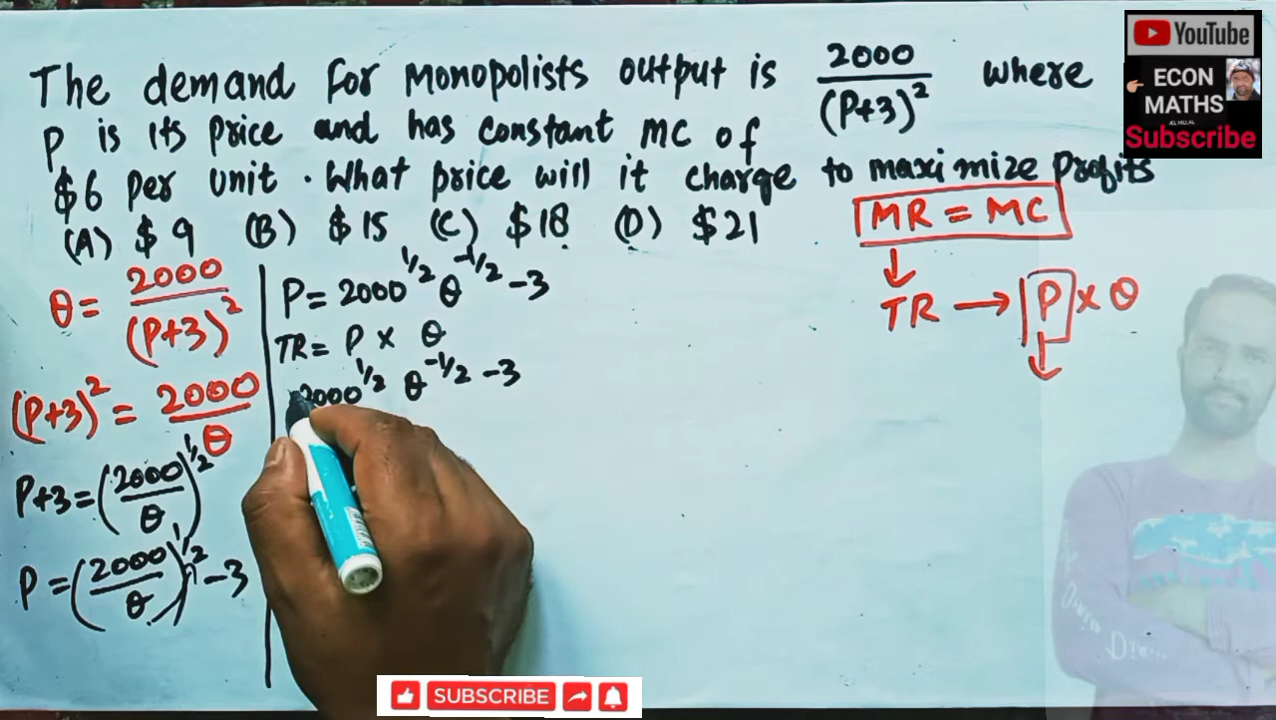 The demand for Monopolists output is 2000/(P+3)² where
P is its price and has constant MC of
$6 per unit. What price will it charge to maximize profits
(A) $9 (B) $15 (C) $18 (D) $21
MR = MC
TR → P × θ
θ = 2000/(P+3)²
(P+3)² = 2000/θ
P+3 = (2000/θ)^1/2
P = (2000/θ)^1/2 - 3
P = 2000^1/2 θ^-1/2 - 3
TR = P × θ
2000^1/2 θ^-1/2 - 3
YouTube
ECON
MATHS
Subscribe
SUBSCRIBE